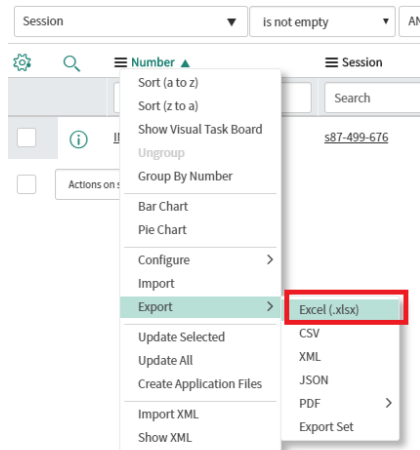 Session is not empty AN
Number Session
Search
s87-499-676
Actions on s
Sort (a to z)
Sort (z to a)
Show Visual Task Board
Ungroup
Group By Number
Bar Chart
Pie Chart
Configure
Import
Export
Update Selected
Update All
Create Application Files
Import XML
Show XML
Excel (.xlsx)
CSV
XML
JSON
PDF
Export Set